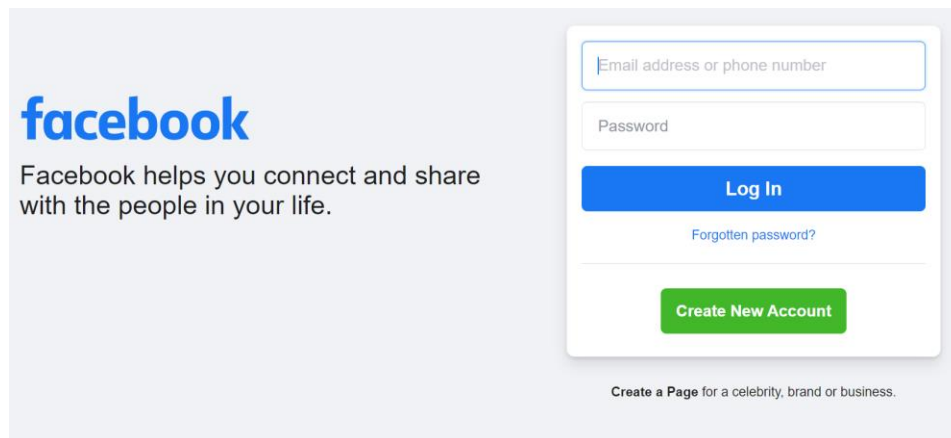 facebook
Facebook helps you connect and share
with the people in your life.
Email address or phone number
Password
Log In
Forgotten password?
Create New Account
Create a Page for a celebrity, brand or business.